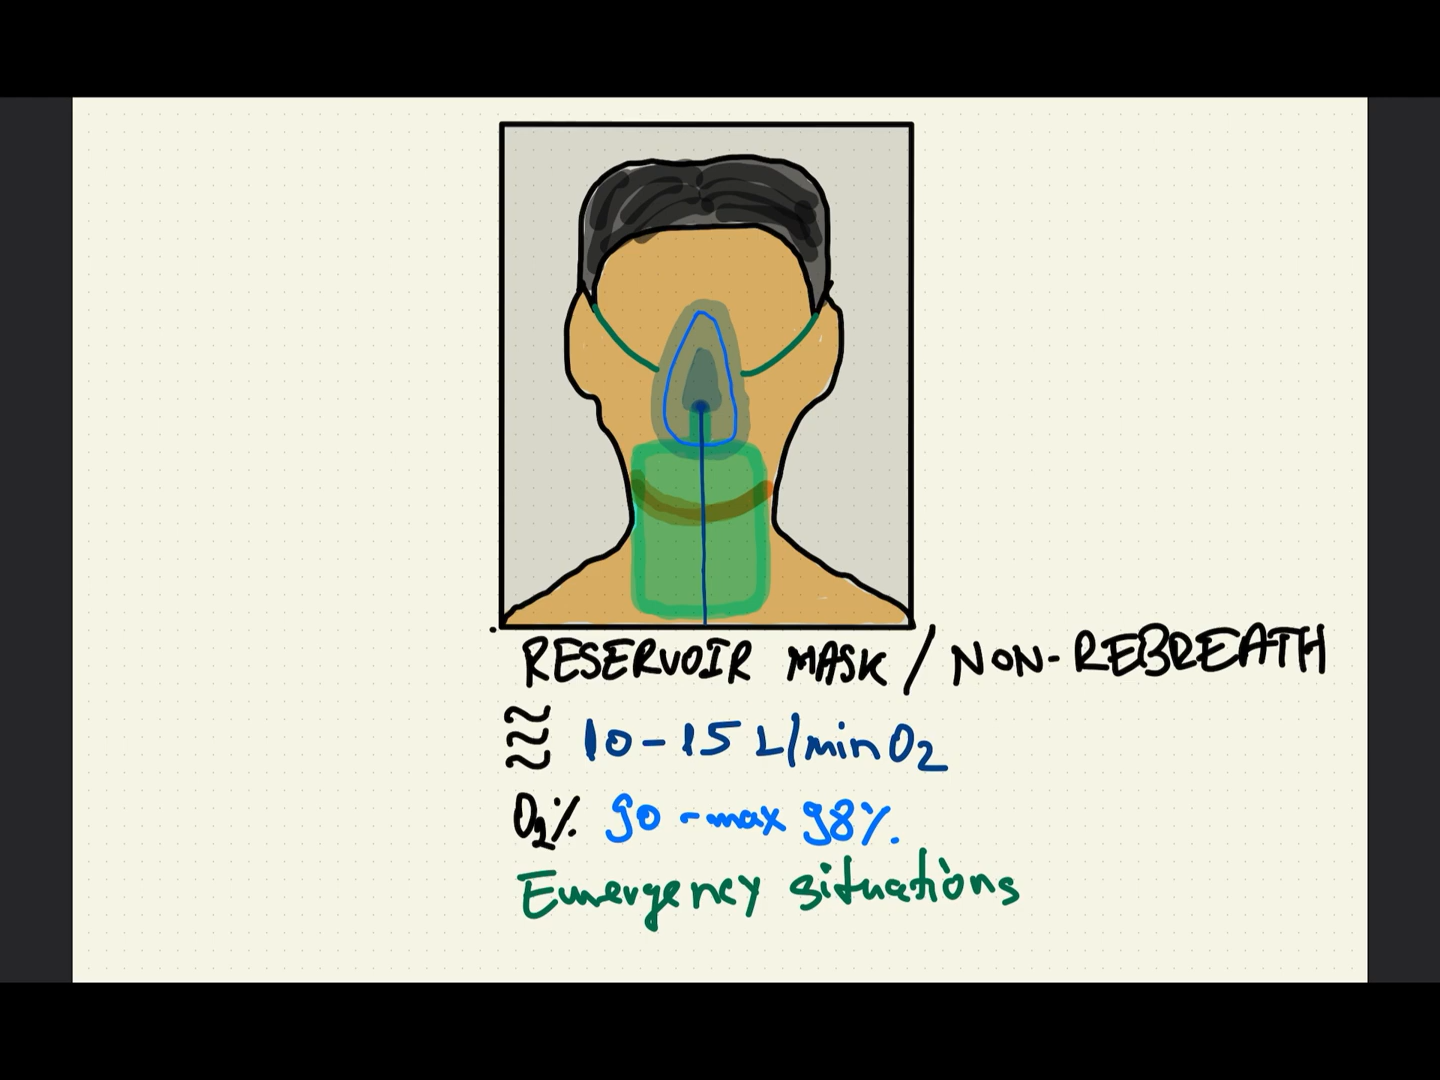 RESERVOIR MASK / NON-REBREATH
10-15 L/min O2
O2% 90 - max 98%.
Emergency situations